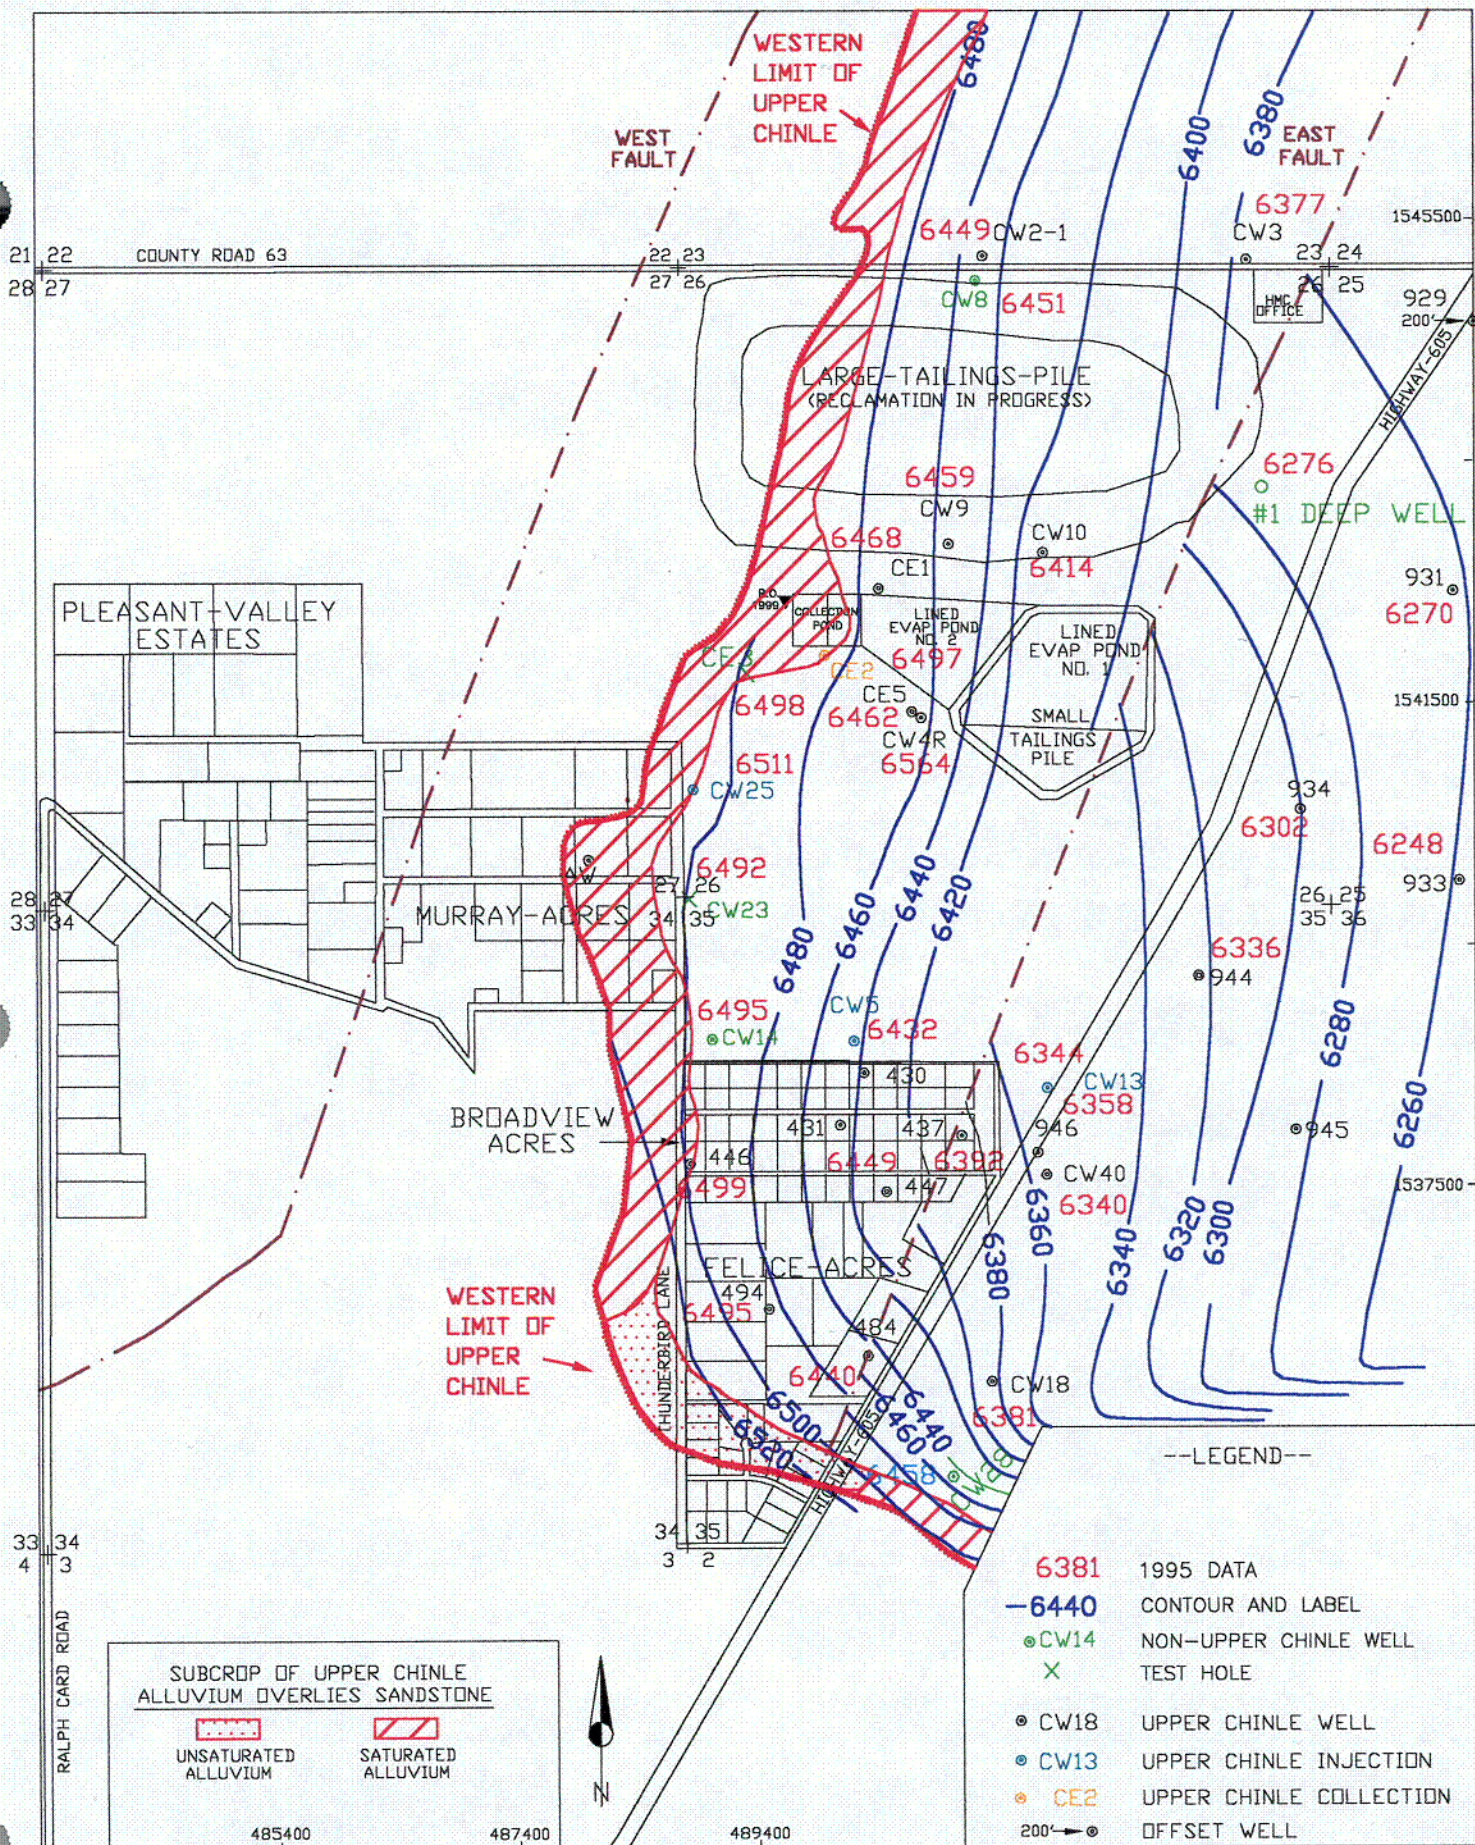 WESTERN
LIMIT OF
UPPER
CHINLE
6480
WEST
FAULT
6400
6380
EAST
FAULT
6377
1545500
6449
CW2-1
CW3
21 22
COUNTY ROAD 63
22 23
23 24
28 27
27 26
26 25
CW8
6451
HMC
OFFICE
929
200'
HIGHWAY-605
LARGE-TAILINGS-PILE
(RECLAMATION IN PROGRESS)
6459
6276
#1 DEEP WELL
CW9
6468
CW10
6414
CE1
931
6270
PLEASANT-VALLEY
ESTATES
COLLECTION
POND
LINED
EVAP POND
NO. 2
LINED
EVAP POND
NO. 1
CE3
CE2
6497
6498
CE5
6462
CW4R
6564
SMALL
TAILINGS
PILE
1541500
6511
CW25
934
6302
6248
933
6492
AW
28 27
33 34
27 26
34 35
CW23
MURRAY-ACRES
26 25
35 36
6480
6460
6440
6420
6336
944
6495
CW14
CW5
6432
6344
CW13
6358
6280
6260
BROADVIEW
ACRES
430
431
437
946
945
446
6449
6392
CW40
6340
499
447
1537500
6380
6360
6340
6320
6300
FELICE-ACRES
WESTERN
LIMIT OF
UPPER
CHINLE
THUNDERBIRD LANE
494
6495
484
6440
CW18
6381
6520
6500
6460
6440
HIGHWAY-605
6458
CW28
33 34
4 3
34 35
3 2
RALPH CARD ROAD
--LEGEND--
6381 1995 DATA
6440 CONTOUR AND LABEL
CW14 NON-UPPER CHINLE WELL
X TEST HOLE
CW18 UPPER CHINLE WELL
CW13 UPPER CHINLE INJECTION
CE2 UPPER CHINLE COLLECTION
200' OFFSET WELL
SUBCROP OF UPPER CHINLE
ALLUVIUM OVERLIES SANDSTONE
UNSATURATED
ALLUVIUM
SATURATED
ALLUVIUM
N
485400
487400
489400